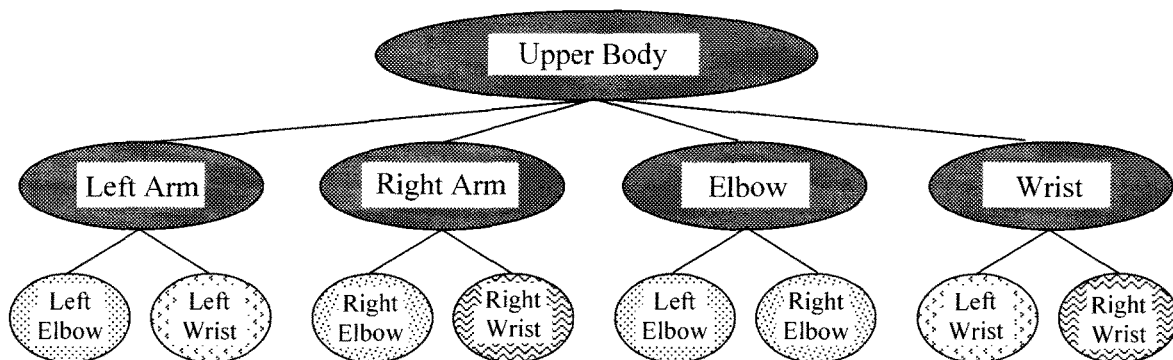 Upper Body
Left Arm
Right Arm
Elbow
Wrist
Left
Elbow
Left
Wrist
Right
Elbow
Right
Wrist
Left
Elbow
Right
Elbow
Left
Wrist
Right
Wrist